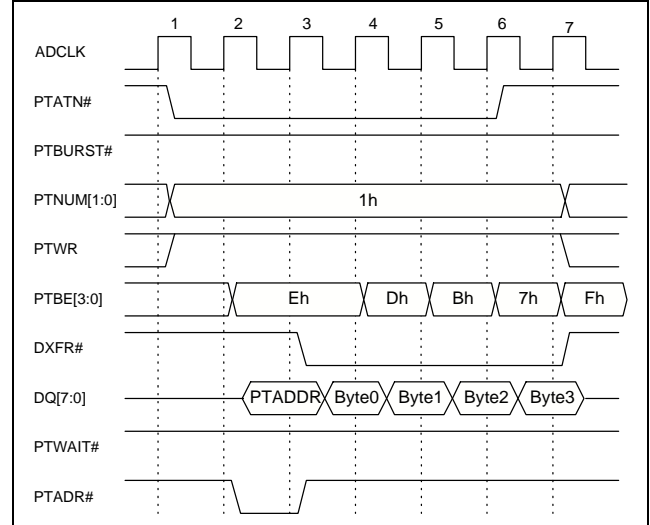 1 2 3 4 5 6 7
ADCLK
PTATN#
PTBURST#
PTNUM[1:0] 1h
PTWR
PTBE[3:0] Eh Dh Bh 7h Fh
DXFR#
DQ[7:0] PTADDR Byte0 Byte1 Byte2 Byte3
PTWAIT#
PTADR#